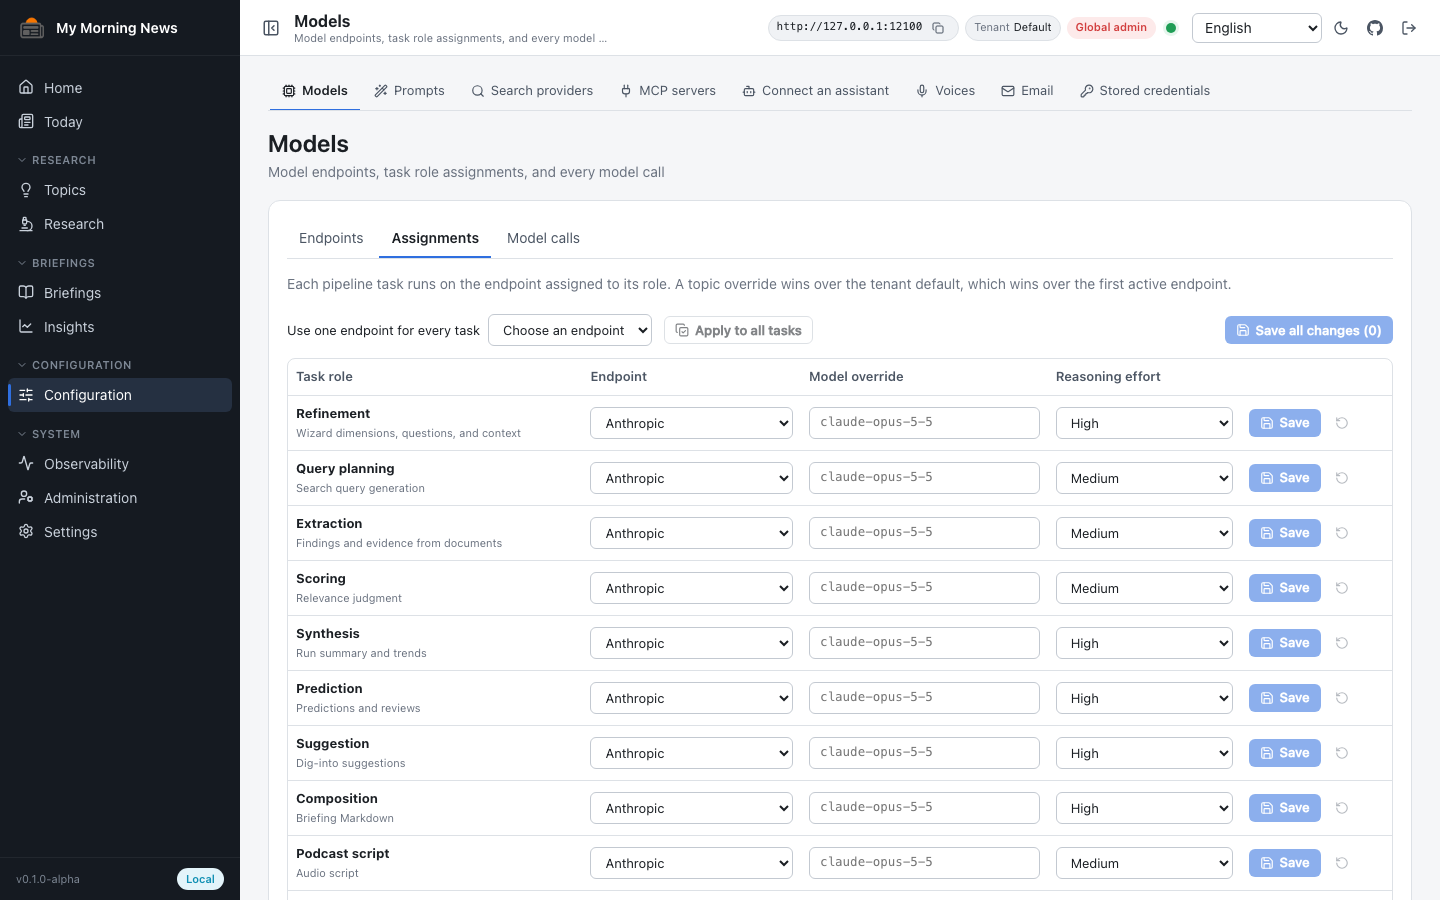 My Morning News
Models
Model endpoints, task role assignments, and every model ...
http://127.0.0.1:12100
Tenant Default
Global admin
English
Home
Today
RESEARCH
Topics
Research
BRIEFINGS
Briefings
Insights
CONFIGURATION
Configuration
SYSTEM
Observability
Administration
Settings
v0.1.0-alpha
Local
Models
Prompts
Search providers
MCP servers
Connect an assistant
Voices
Email
Stored credentials
Models
Model endpoints, task role assignments, and every model call
Endpoints
Assignments
Model calls
Each pipeline task runs on the endpoint assigned to its role. A topic override wins over the tenant default, which wins over the first active endpoint.
Use one endpoint for every task
Choose an endpoint
Apply to all tasks
Save all changes (0)
Task role Endpoint Model override Reasoning effort
Refinement
Wizard dimensions, questions, and context
Anthropic claude-opus-5-5 High Save
Query planning
Search query generation
Anthropic claude-opus-5-5 Medium Save
Extraction
Findings and evidence from documents
Anthropic claude-opus-5-5 Medium Save
Scoring
Relevance judgment
Anthropic claude-opus-5-5 Medium Save
Synthesis
Run summary and trends
Anthropic claude-opus-5-5 High Save
Prediction
Predictions and reviews
Anthropic claude-opus-5-5 High Save
Suggestion
Dig-into suggestions
Anthropic claude-opus-5-5 High Save
Composition
Briefing Markdown
Anthropic claude-opus-5-5 High Save
Podcast script
Audio script
Anthropic claude-opus-5-5 Medium Save